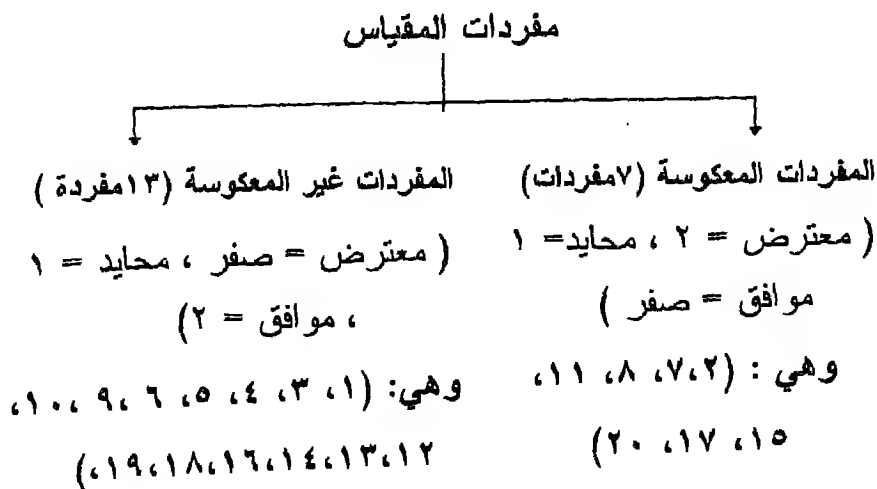 مفردات المقياس
المفردات المعكوسة (٧مفردات)
( معترض = ٢ ، محايد= ١
موافق = صفر )
وهي : (٧،٢، ٨، ١١،
١٥، ١٧، ٢٠)
المفردات غير المعكوسة (١٣مفردة )
( معترض = صفر ، محايد = ١
، موافق = ٢)
وهي: (١، ٣، ٤، ٥، ٦ ،٩، ١٠،
١٢،١٣،١٤،١٦،١٨،١٩،)